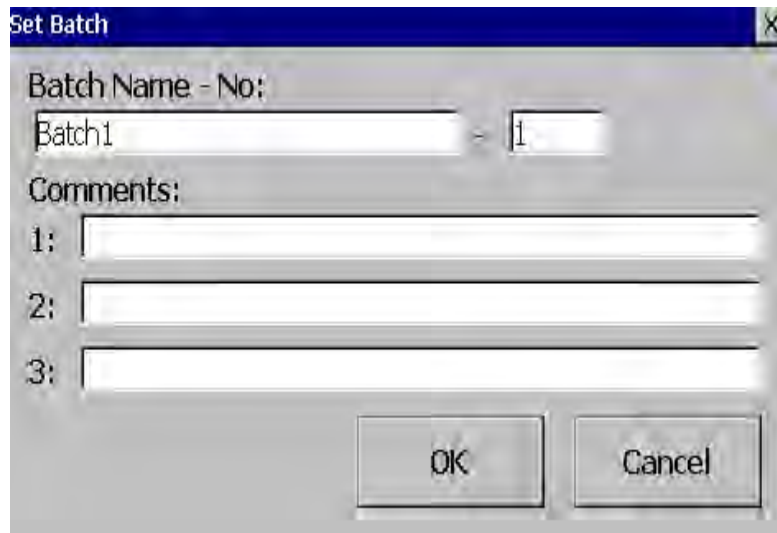 Set Batch X
Batch Name - No:
Batch1 - 1
Comments:
1:
2:
3:
OK Cancel